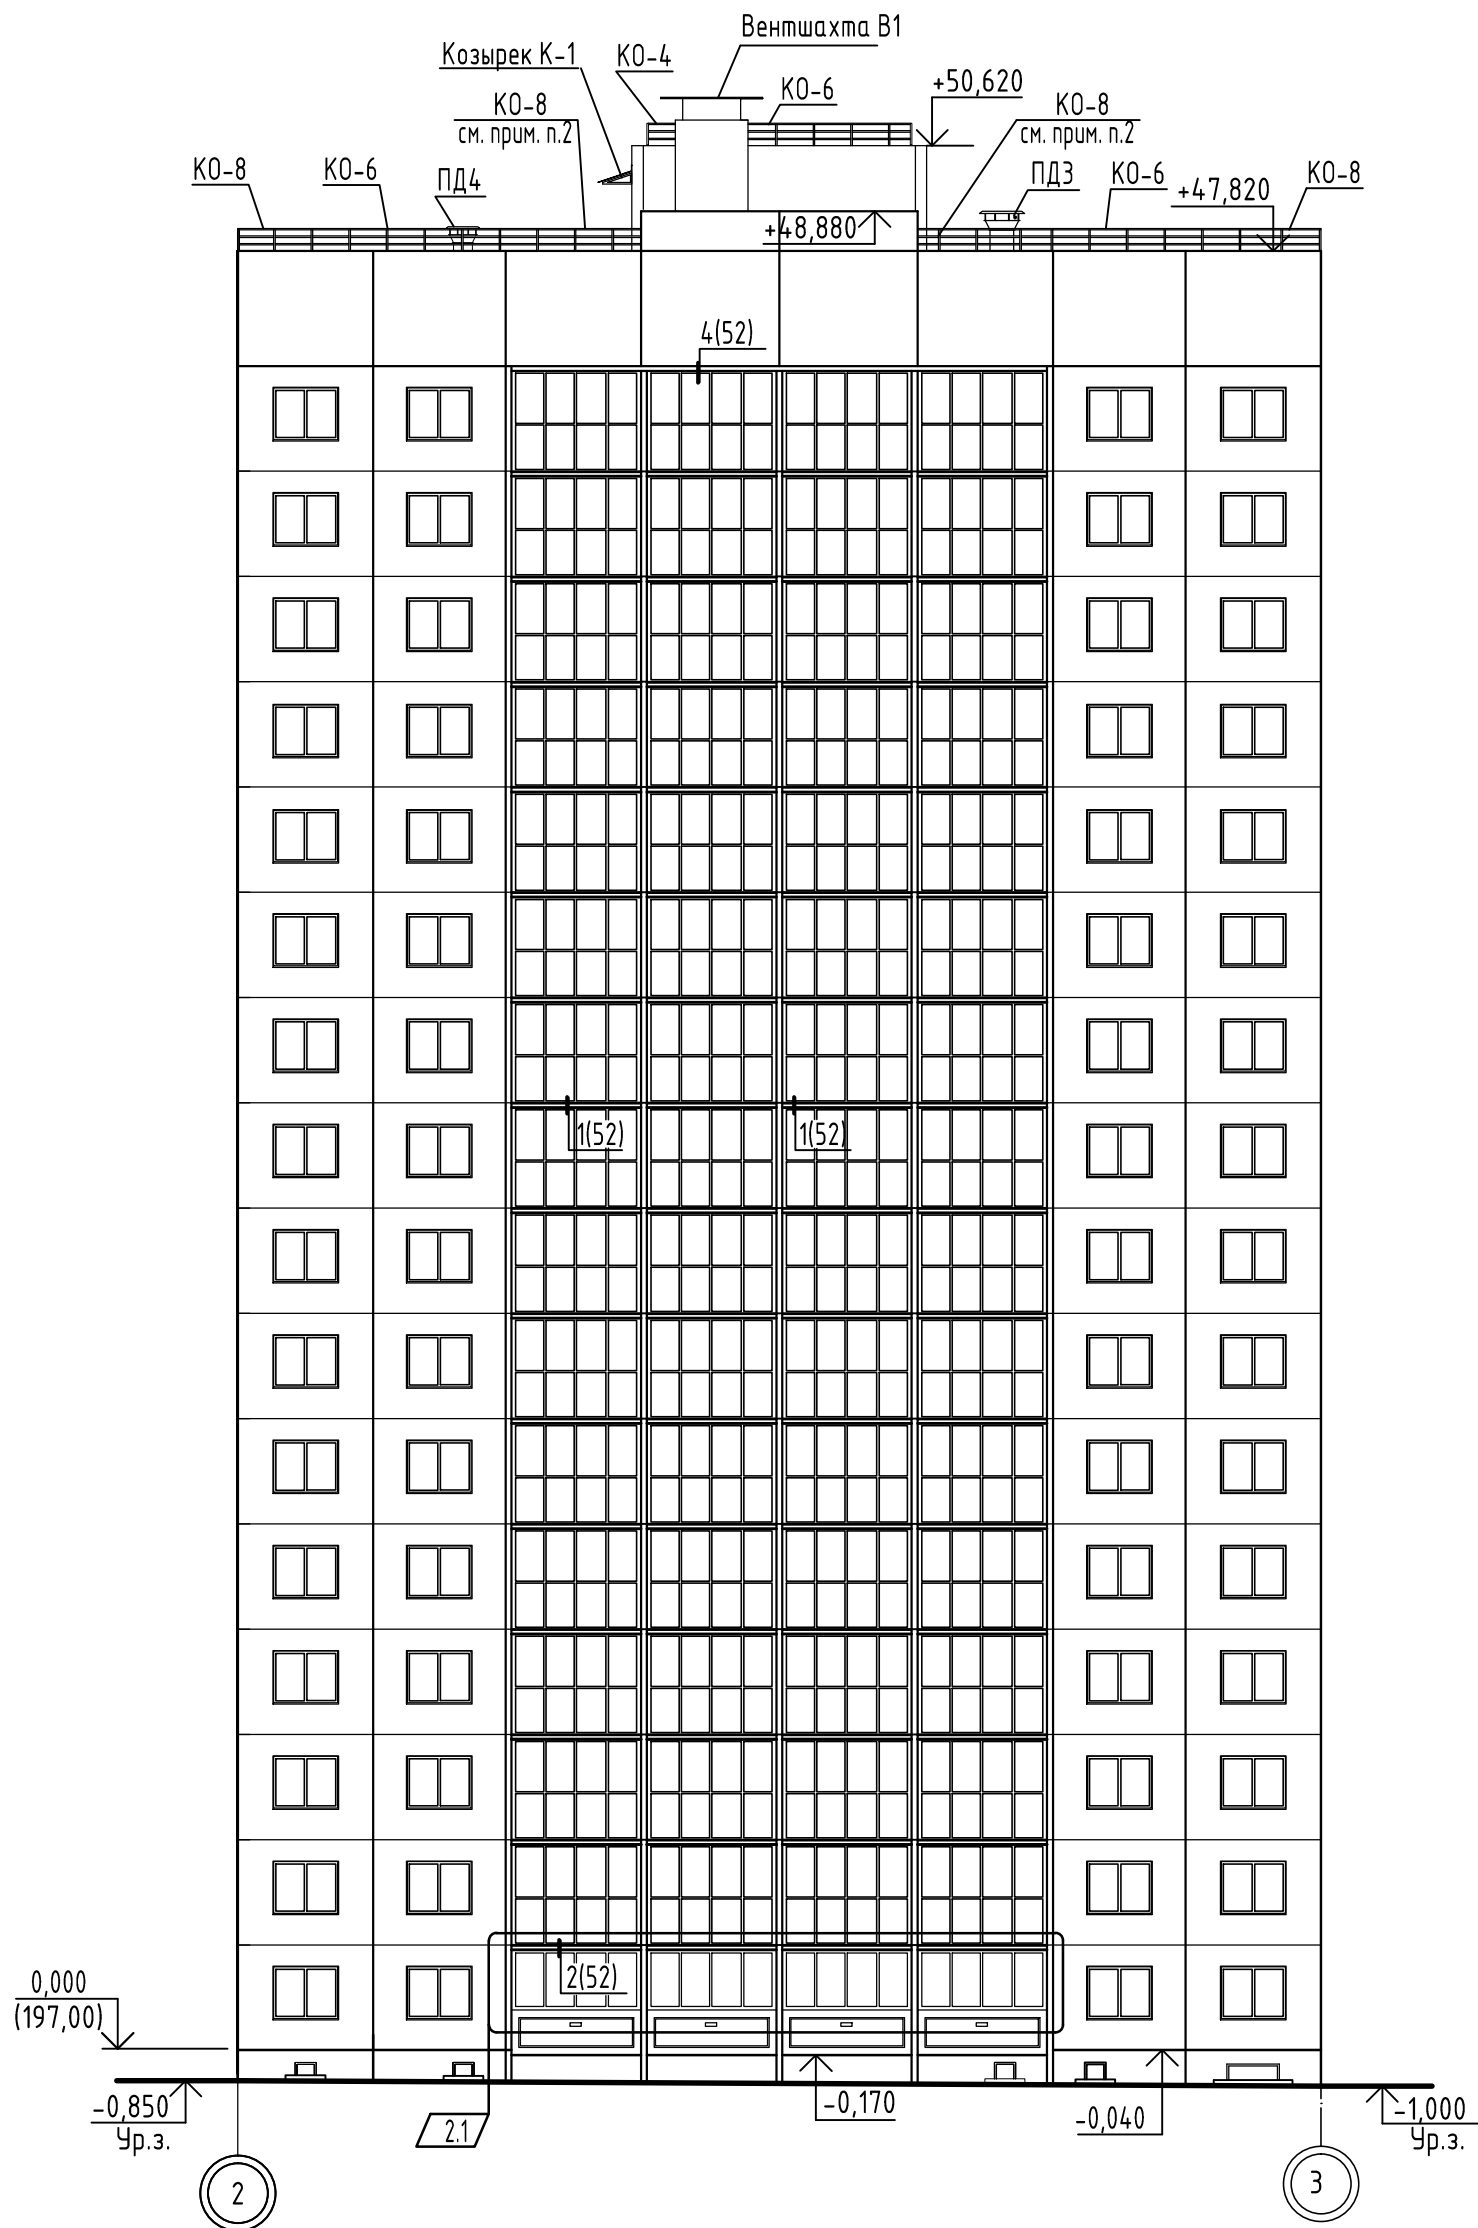 Вентшахта В1
Козырек К-1
КО-4
КО-6
+50,620
КО-8
см. прим. п.2
КО-8
см. прим. п.2
КО-8
КО-6
ПД4
ПД3
КО-6
+47,820
КО-8
+48,880
4(52)
1(52)
1(52)
2(52)
0,000
(197,00)
-0,850
Ур.з.
2.1
-0,170
-0,040
-1,000
Ур.з.
2
3